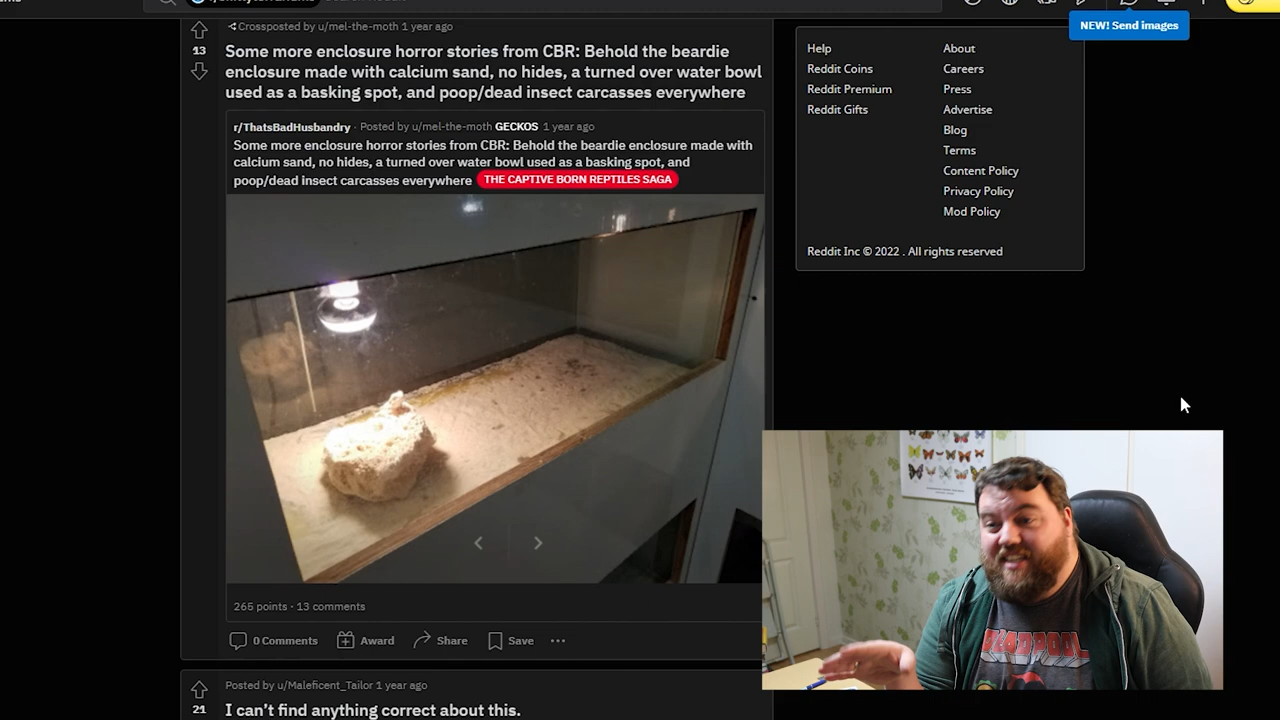 Crossposted by u/mel-the-moth 1 year ago
13
Some more enclosure horror stories from CBR: Behold the beardie
enclosure made with calcium sand, no hides, a turned over water bowl
used as a basking spot, and poop/dead insect carcasses everywhere
r/ThatsBadHusbandry · Posted by u/mel-the-moth GECKOS 1 year ago
Some more enclosure horror stories from CBR: Behold the beardie enclosure made with
calcium sand, no hides, a turned over water bowl used as a basking spot, and
poop/dead insect carcasses everywhere THE CAPTIVE BORN REPTILES SAGA
265 points · 13 comments
0 Comments Award Share Save
Posted by u/Maleficent_Tailor 1 year ago
21
I can't find anything correct about this.
NEW! Send images
Help About
Reddit Coins Careers
Reddit Premium Press
Reddit Gifts Advertise
Blog
Terms
Content Policy
Privacy Policy
Mod Policy
Reddit Inc © 2022 . All rights reserved
DEADPOOL